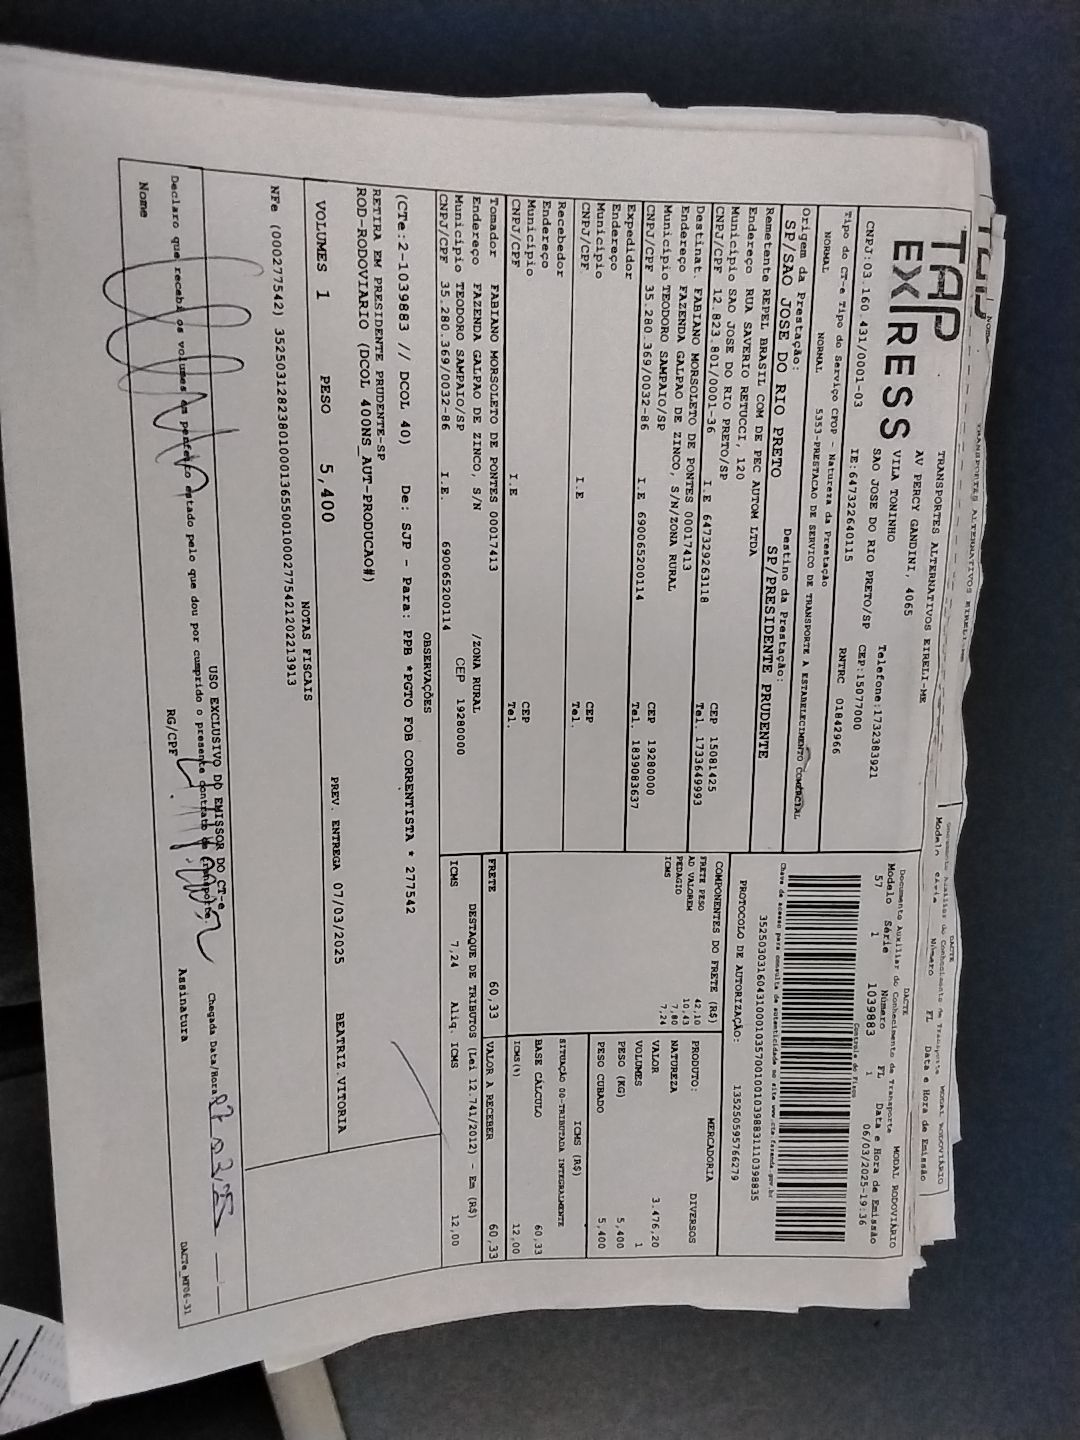 TAP
EX/RESS
TRANSPORTES ALTERNATIVOS EIRELI-ME
AV PERCY GANDINI, 4065
VILA TONINHO
SAO JOSE DO RIO PRETO/SP
Telefone:1732383921
CEP:15077000
CNPJ:03.160.431/0001-03
IE:647322640115
RNTRC 01842966
Tipo do CT-e Tipo do Serviço CFOP - Natureza da Prestação
NORMAL NORMAL 5353-PRESTACAO DE SERVICO DE TRANSPORTE A ESTABELECIMENTO COMERCIAL
DACTE
MODAL RODOVIÁRIO
Documento Auxiliar do Conhecimento de Transporte
Modelo Série Número FL Data e Hora de Emissão
57 1 1039883 1 06/03/2025-19:36
Controle do Fisco
Chave de acesso para consulta de autenticidade no site www.cte.fazenda.gov.br
PROTOCOLO DE AUTORIZAÇÃO: 135250595766279
Origem da Prestação: Destino da Prestação:
SP/SAO JOSE DO RIO PRETO SP/PRESIDENTE PRUDENTE
Remetente REPEL BRASIL COM DE PEC AUTOM LTDA
Endereço RUA SAVERIO RETUCCI, 120
Municipio SAO JOSE DO RIO PRETO/SP CEP 15081425
CNPJ/CPF 12.823.801/0001-36 I.E 647329263118 Tel. 1733649993
Destinat. FABIANO MORSOLETO DE PONTES 00017413
Endereço FAZENDA GALPAO DE ZINCO, S/N/ZONA RURAL
Municipio TEODORO SAMPAIO/SP CEP 19280000
CNPJ/CPF 35.280.369/0032-86 I.E 690065200114 Tel. 1839083637
Expedidor
Endereço
Municipio CEP
CNPJ/CPF I.E Tel.
Recebedor
Endereço
Municipio CEP
CNPJ/CPF I.E Tel.
Tomador FABIANO MORSOLETO DE PONTES 00017413
Endereço FAZENDA GALPAO DE ZINCO, S/N /ZONA RURAL
Municipio TEODORO SAMPAIO/SP CEP 19280000
CNPJ/CPF 35.280.369/0032-86 I.E. 690065200114
COMPONENTES DO FRETE (R$)
FRETE PESO 42,10
AD VALOREM 10,43
PEDAGIO 7,80
ICMS 7,24
MERCADORIA
PRODUTO: DIVERSOS
NATUREZA
VALOR 3.476,20
VOLUMES 1
PESO (KG) 5,400
PESO CUBADO 5,400
ICMS (R$)
SITUAÇÃO 00-TRIBUTADA INTEGRALMENTE
BASE CÁLCULO 60,33
ICMS(%) 12,00
FRETE 60,33 VALOR A RECEBER 60,33
DESTAQUE DE TRIBUTOS (Lei 12.741/2012) - Em (R$)
ICMS 7,24 Aliq. ICMS 12,00
OBSERVAÇÕES
(CTe:2-1039883 // DCOL 40) De: SJP - Para: PPB *PGTO FOB CORRENTISTA * 277542
RETIRA EM PRESIDENTE PRUDENTE-SP
ROD-RODOVIARIO (DCOL 400NS_AUT-PRODUCAO#)
VOLUMES 1 PESO 5,400 PREV. ENTREGA 07/03/2025 BEATRIZ.VITORIA
NOTAS FISCAIS
NFe (000277542) 35250312823801000136550010002775421202213913
USO EXCLUSIVO DO EMISSOR DO CT-e
Declaro que recebi os volumes em perfeito estado pelo que dou por cumprido o presente contrato de transporte.
Chegada Data/Hora
Nome RG/CPF Assinatura
DACTe_MT06-31